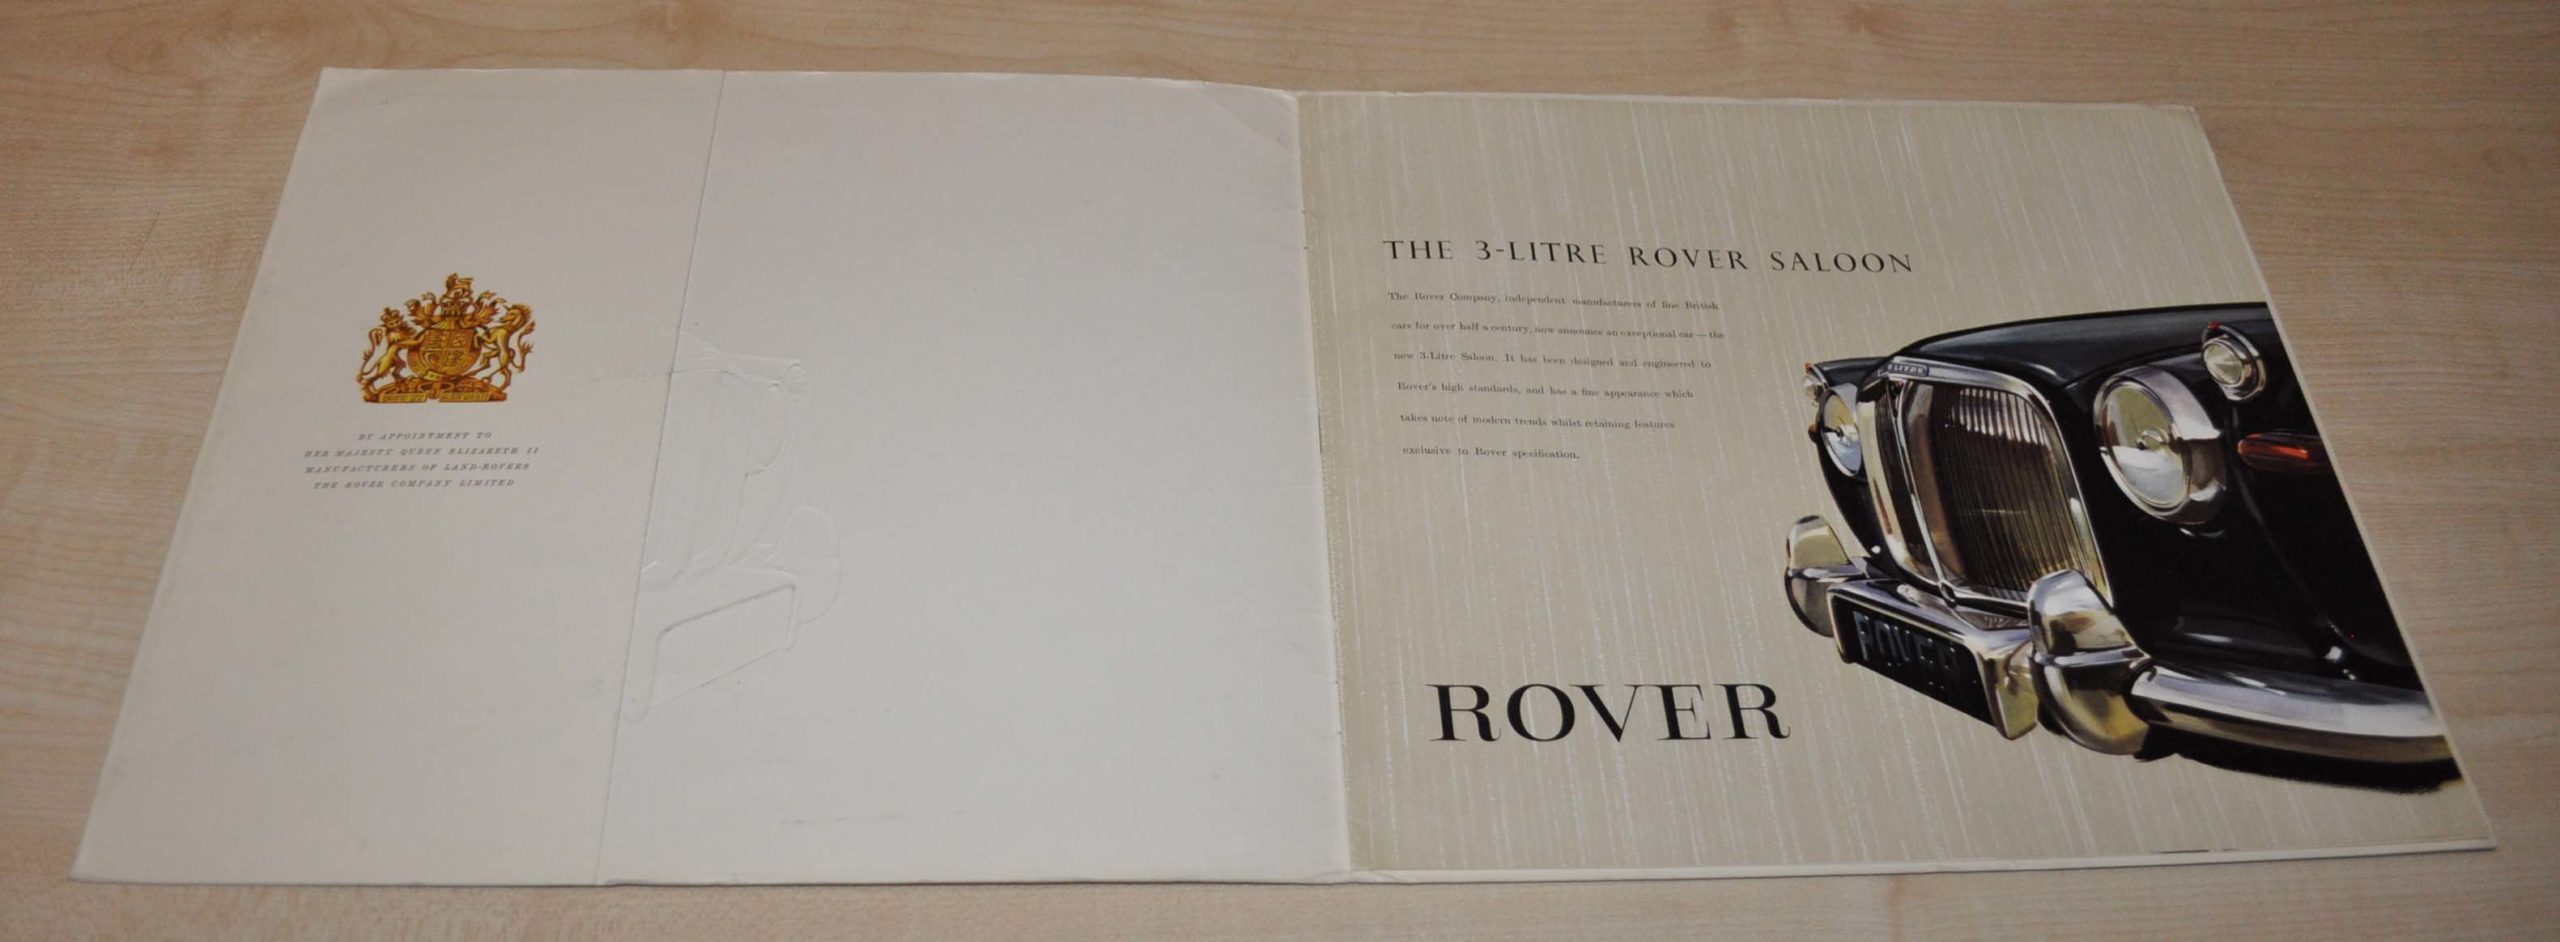 BY APPOINTMENT TO
HER MAJESTY QUEEN ELIZABETH II
MANUFACTURERS OF LAND-ROVERS
THE ROVER COMPANY LIMITED
THE 3-LITRE ROVER SALOON
The Rover Company, independent manufacturers of fine British
cars for over half a century, now announce an exceptional car — the
new 3-Litre Saloon. It has been designed and engineered to
Rover's high standards, and has a fine appearance which
takes note of modern trends whilst retaining features
exclusive to Rover specification.
3 LITRE
ROVER
ROVER